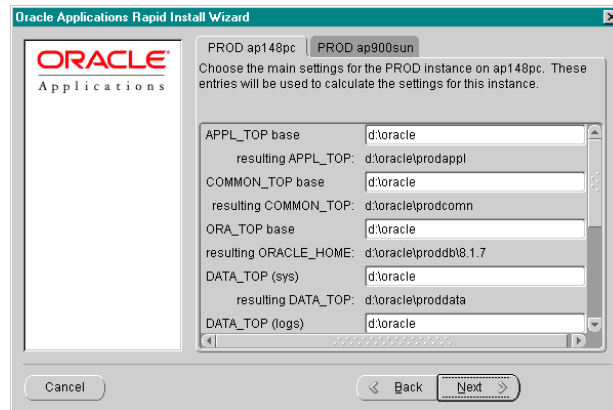 Oracle Applications Rapid Install Wizard
ORACLE
Applications
PROD ap148pc
PROD ap900sun
Choose the main settings for the PROD instance on ap148pc. These
entries will be used to calculate the settings for this instance.
APPL_TOP base d:\oracle
resulting APPL_TOP: d:\oracle\prodappl
COMMON_TOP base d:\oracle
resulting COMMON_TOP: d:\oracle\prodcomn
ORA_TOP base d:\oracle
resulting ORACLE_HOME: d:\oracle\proddb\8.1.7
DATA_TOP (sys) d:\oracle
resulting DATA_TOP: d:\oracle\proddata
DATA_TOP (logs) d:\oracle
Cancel
Back
Next